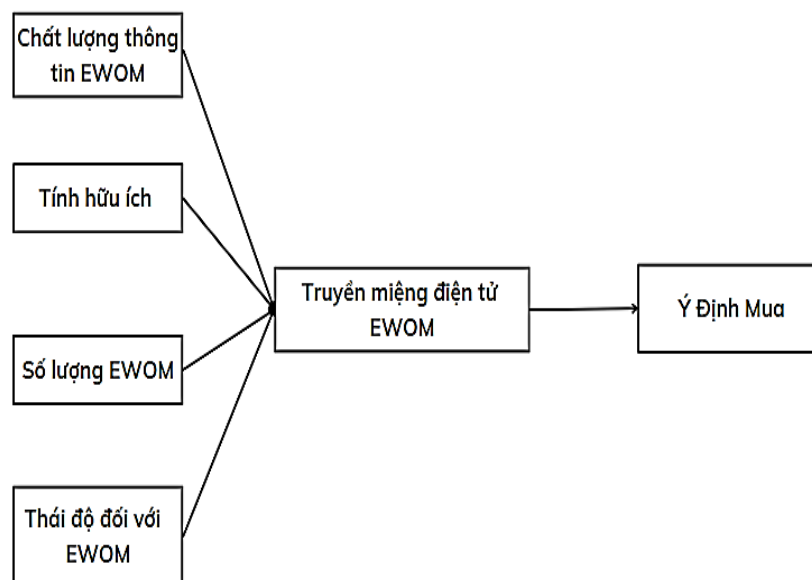 Chất lượng thông
tin EWOM
Tính hữu ích
Số lượng EWOM
Thái độ đối với
EWOM
Truyền miệng điện tử
EWOM
Ý Định Mua